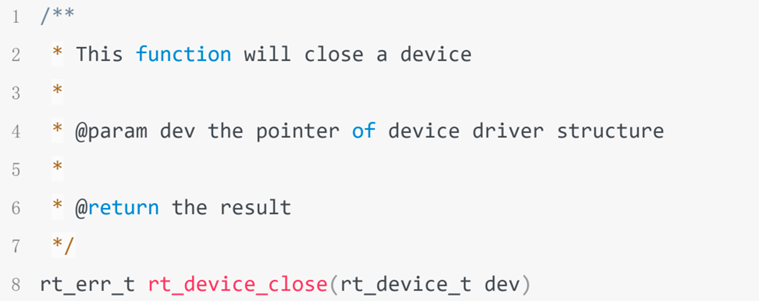 1 /**
2 * This function will close a device
3 *
4 * @param dev the pointer of device driver structure
5 *
6 * @return the result
7 */
8 rt_err_t rt_device_close(rt_device_t dev)